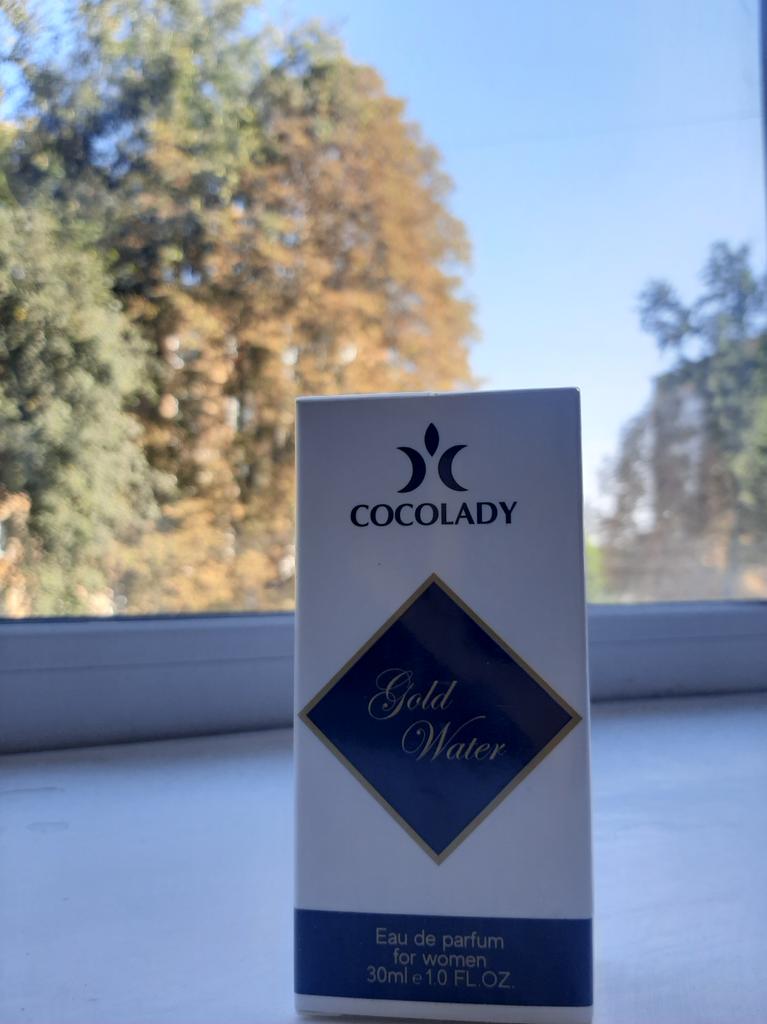 COCOLADY
Gold
Water
Eau de parfum
for women
30ml e 1.0 FL.OZ.